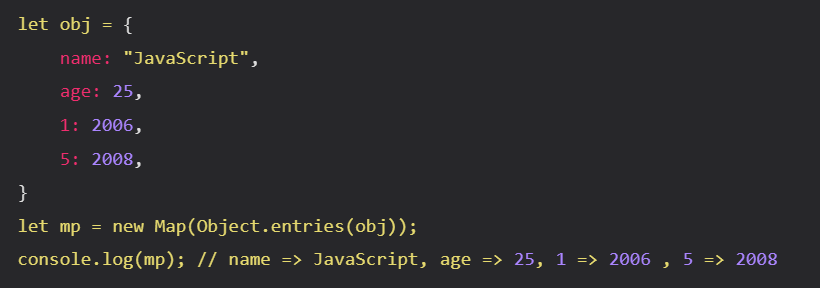 let obj = {
name: "JavaScript",
age: 25,
1: 2006,
5: 2008,
}
let mp = new Map(Object.entries(obj));
console.log(mp); // name => JavaScript, age => 25, 1 => 2006 , 5 => 2008